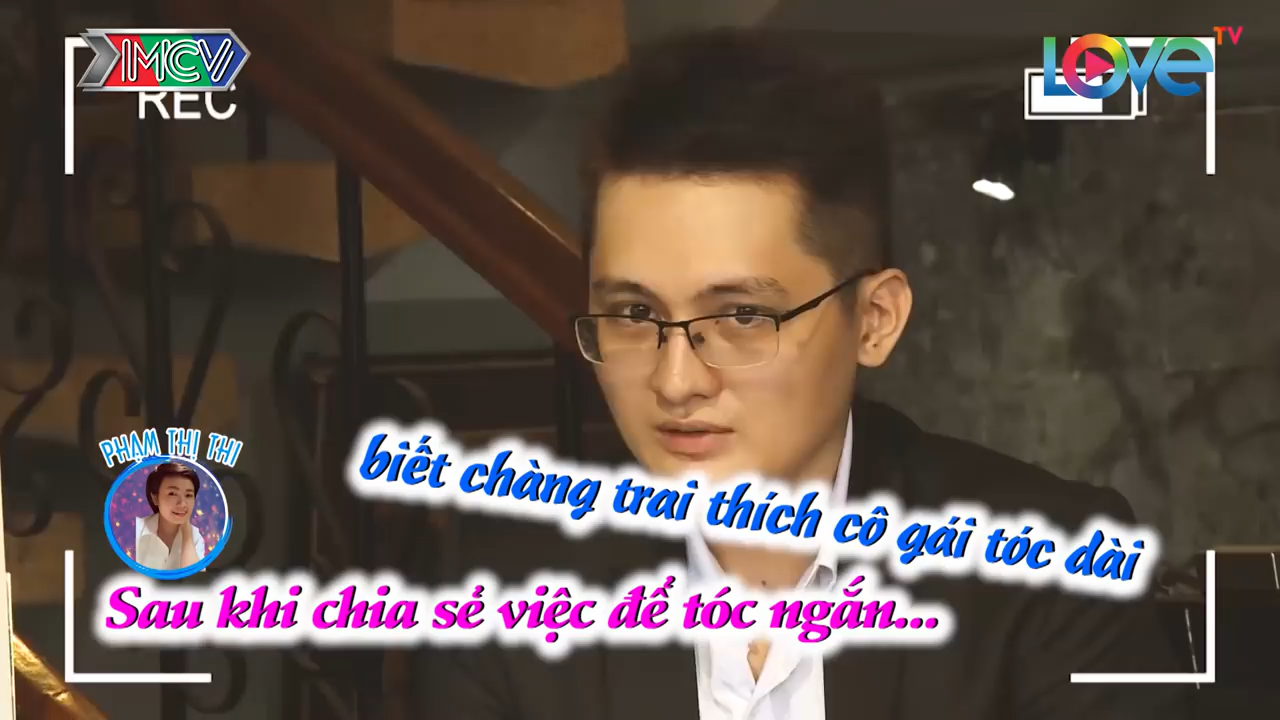 MCV
LOVE TV
REC
PHẠM THỊ THI
biết chàng trai thích cô gái tóc dài
Sau khi chia sẻ việc để tóc ngắn...